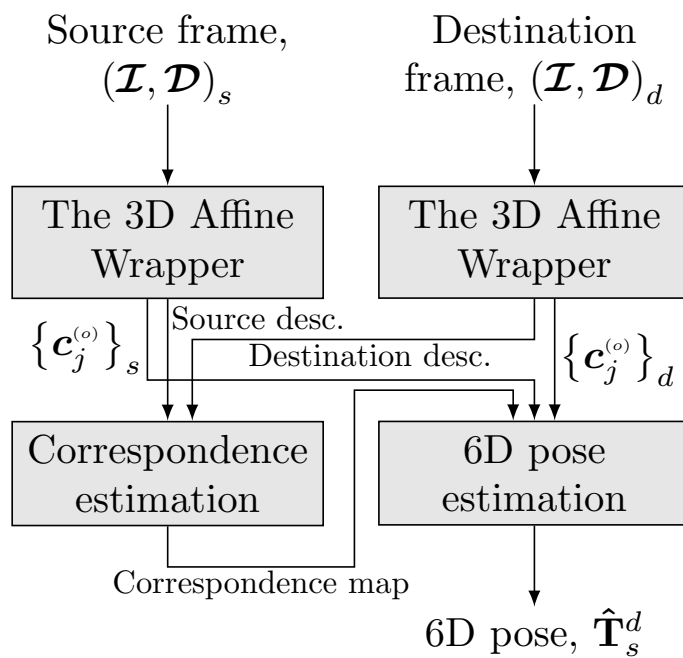 Source frame,
(𝓘, 𝓓)ₛ
Destination
frame, (𝓘, 𝓓)_d
The 3D Affine
Wrapper
The 3D Affine
Wrapper
Source desc.
{c_j^(o)}_s
Destination desc.
{c_j^(o)}_d
Correspondence
estimation
6D pose
estimation
Correspondence map
6D pose, T̂_s^d